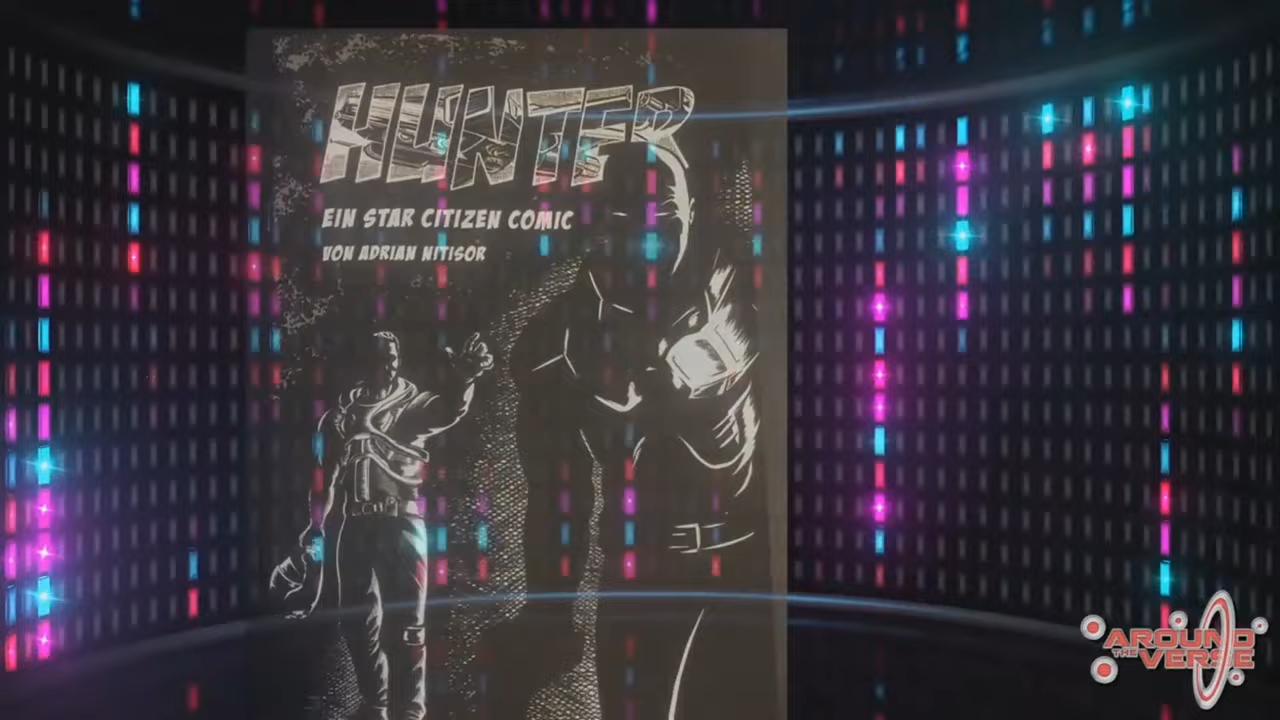 HUNTER
EIN STAR CITIZEN COMIC
VON ADRIAN NITISOR
AROUND
THE
VERSE